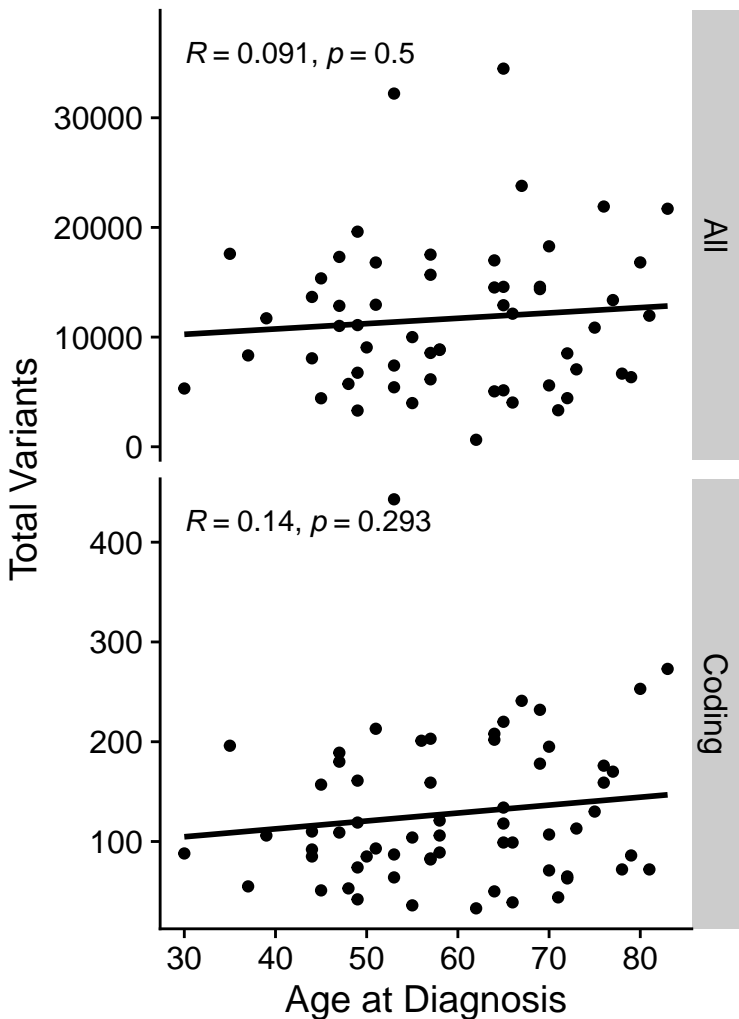 R = 0.091, p = 0.5
30000
20000
10000
0
All
Total Variants
R = 0.14, p = 0.293
400
300
200
100
Coding
30 40 50 60 70 80
Age at Diagnosis